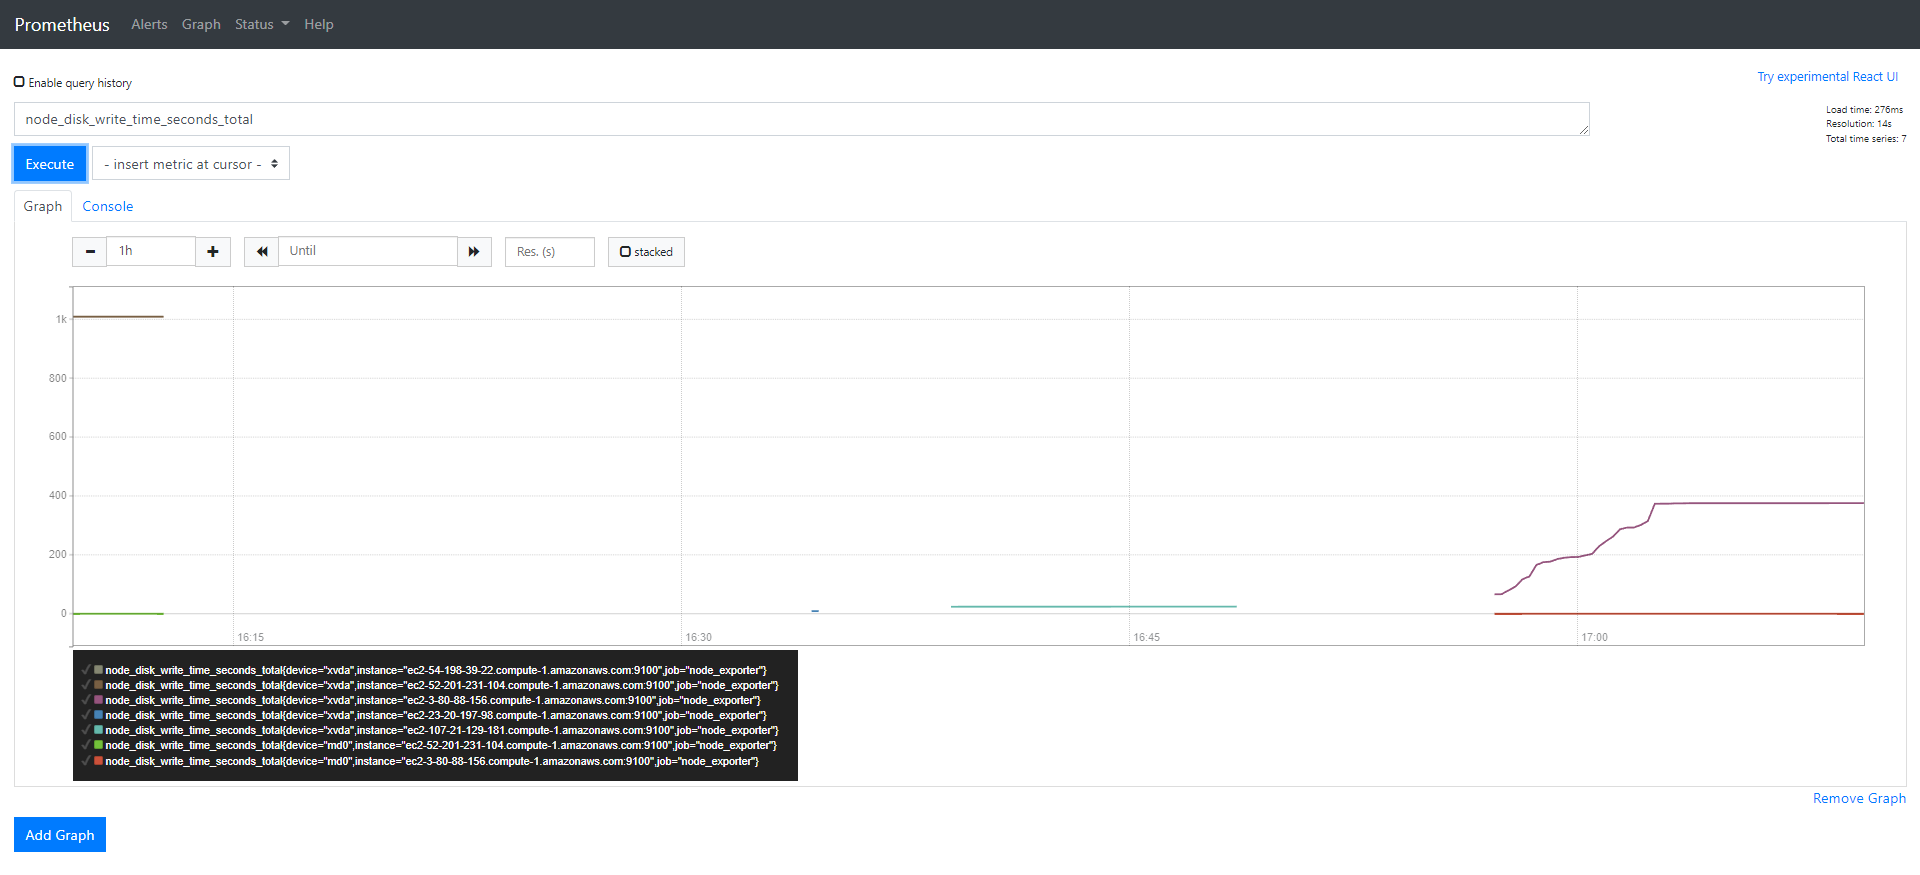 Prometheus Alerts Graph Status Help
Enable query history
Try experimental React UI
node_disk_write_time_seconds_total
Load time: 276ms
Resolution: 14s
Total time series: 7
Execute - insert metric at cursor -
Graph Console
1h Until Res. (s) stacked
1k
800
600
400
200
0
16:15 16:30 16:45 17:00
node_disk_write_time_seconds_total{device="xvda",instance="ec2-54-198-39-22.compute-1.amazonaws.com:9100",job="node_exporter"}
node_disk_write_time_seconds_total{device="xvda",instance="ec2-52-201-231-104.compute-1.amazonaws.com:9100",job="node_exporter"}
node_disk_write_time_seconds_total{device="xvda",instance="ec2-3-80-88-156.compute-1.amazonaws.com:9100",job="node_exporter"}
node_disk_write_time_seconds_total{device="xvda",instance="ec2-23-20-197-98.compute-1.amazonaws.com:9100",job="node_exporter"}
node_disk_write_time_seconds_total{device="xvda",instance="ec2-107-21-129-181.compute-1.amazonaws.com:9100",job="node_exporter"}
node_disk_write_time_seconds_total{device="md0",instance="ec2-52-201-231-104.compute-1.amazonaws.com:9100",job="node_exporter"}
node_disk_write_time_seconds_total{device="md0",instance="ec2-3-80-88-156.compute-1.amazonaws.com:9100",job="node_exporter"}
Remove Graph
Add Graph